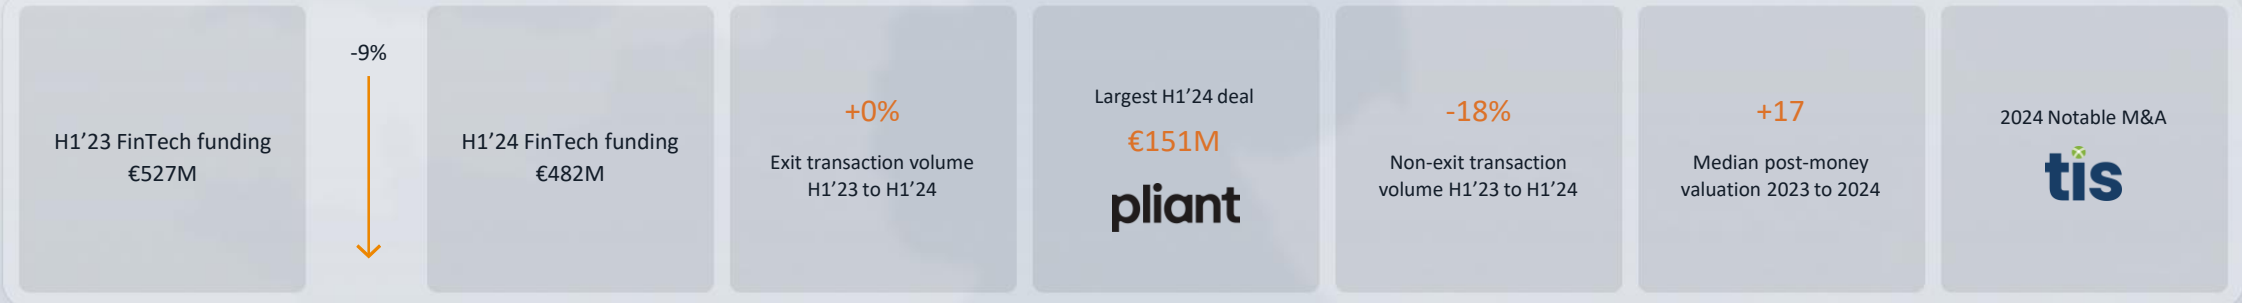 H1’23 FinTech funding
€527M
-9%
H1’24 FinTech funding
€482M
+0%
Exit transaction volume
H1’23 to H1’24
Largest H1’24 deal
€151M
pliant
-18%
Non-exit transaction
volume H1’23 to H1’24
+17
Median post-money
valuation 2023 to 2024
2024 Notable M&A
tis